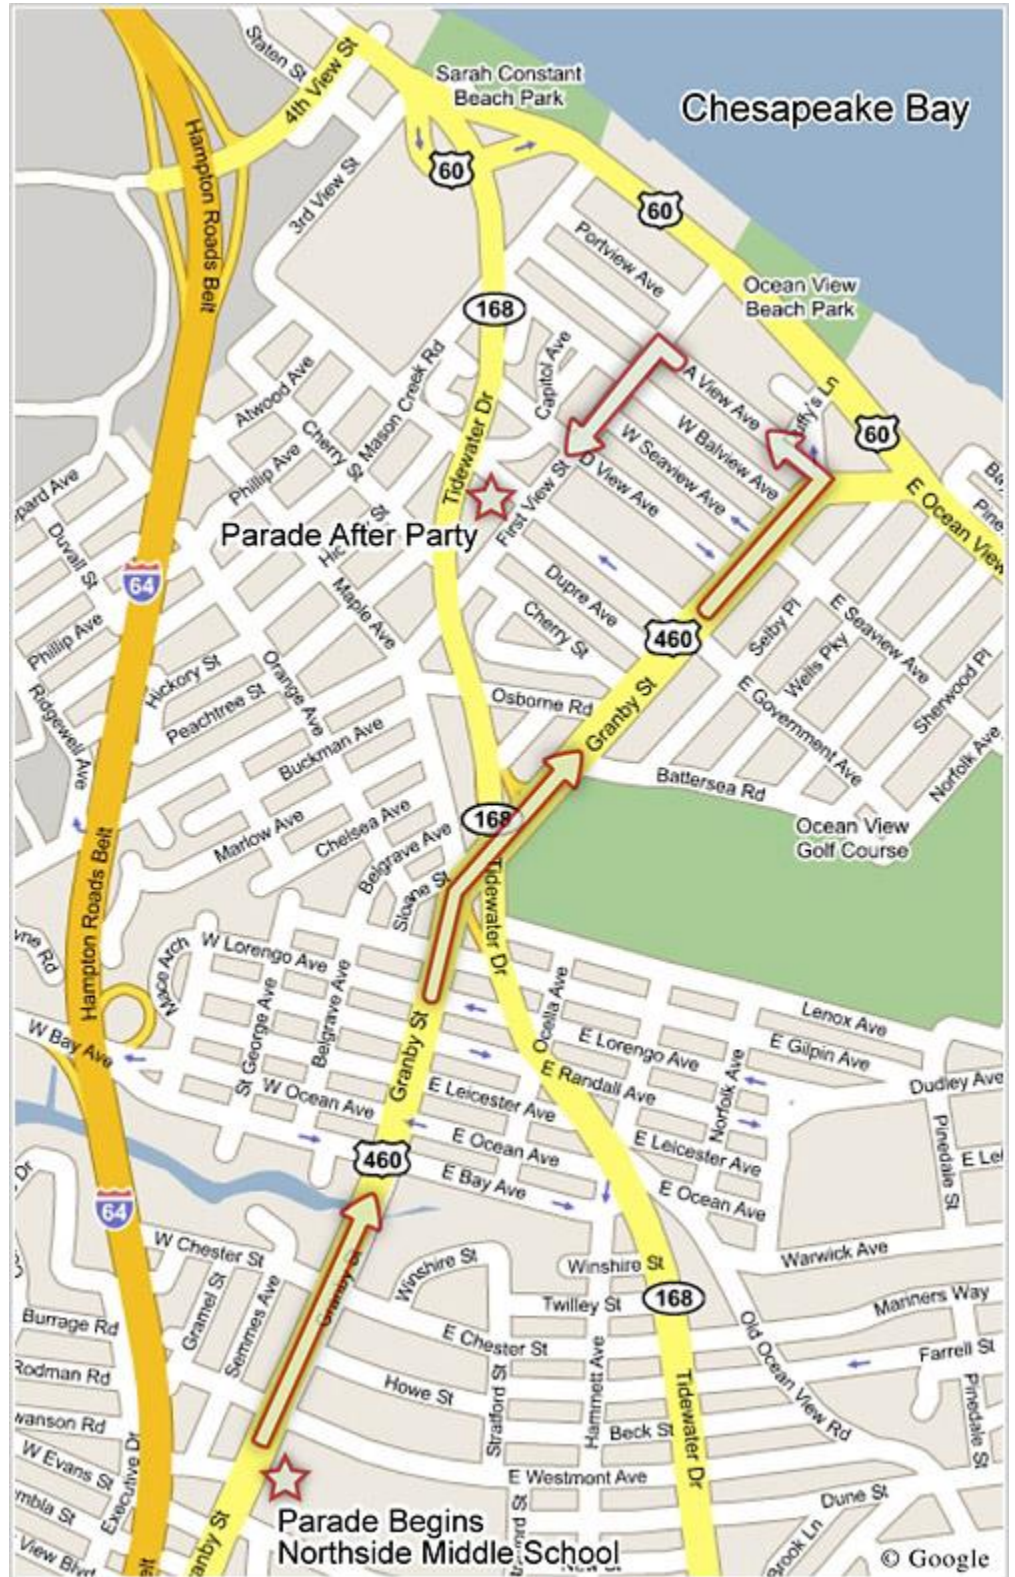 Staten St
4th View St
Sarah Constant
Beach Park
Chesapeake Bay
Hampton Roads Belt
60
3rd View St
60
Portview Ave
Ocean View
Beach Park
168
Capitol Ave
Mason Creek Rd
Atwood Ave
A View Ave
60
Cherry St
Tidewater Dr
W Balview Ave
W Seaview Ave
Phillip Ave
D View Ave
First View St
E Ocean View
Parade After Party
Duvall St
64
Maple Ave
Dupre Ave
Cherry St
460
Selby Pl
E Seaview Ave
Phillip Ave
Wells Pky
Hickory St
Orange Ave
Osborne Rd
Granby St
E Government Ave
Sherwood Pl
Ridgewell Ave
Peachtree St
Buckman Ave
Battersea Rd
Norfolk Ave
168
Marlow Ave
Chelsea Ave
Belgrave Ave
Sloane St
Ocean View
Golf Course
Hampton Roads Belt
Tidewater Dr
W Lorengo Ave
Mace Arch
St George Ave
Belgrave Ave
Granby St
Ocella Ave
Lenox Ave
W Bay Ave
E Lorengo Ave
E Gilpin Ave
E Randall Ave
Norfolk Ave
Dudley Ave
W Ocean Ave
E Leicester Ave
E Leicester Ave
Pinedale St
460
E Ocean Ave
E Bay Ave
E Ocean Ave
64
W Chester St
Granby St
Winshire St
Winshire St
Warwick Ave
Gramel St
Semmes Ave
Twilley St
168
Mariners Way
Burrage Rd
E Chester St
Old Ocean View Rd
Farrell St
Rodman Rd
Howe St
Stratford St
Hammett Ave
Tidewater Dr
Pinedale St
Beck St
W Evans St
Executive Dr
E Westmont Ave
Dune St
Parade Begins
Northside Middle School
View Blvd
© Google